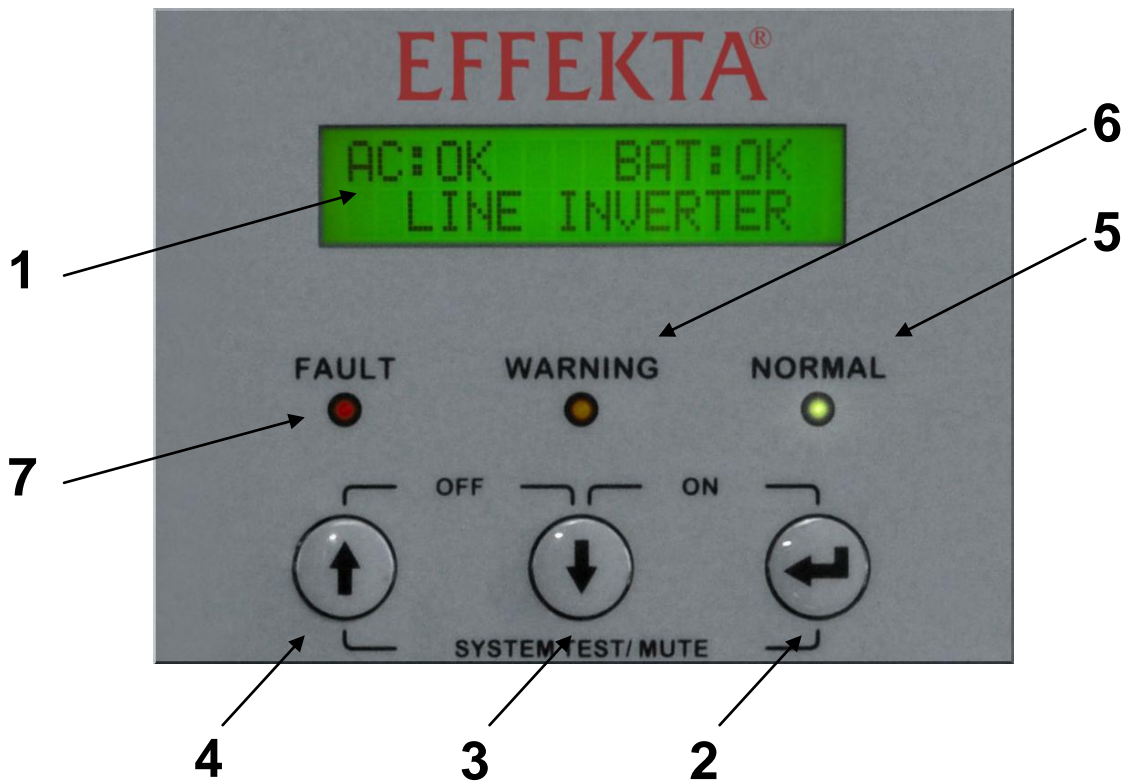 EFFEKTA®
AC:OK BAT:OK
LINE INVERTER
6
5
1
FAULT WARNING NORMAL
7
OFF ON
SYSTEM TEST/ MUTE
4 3 2